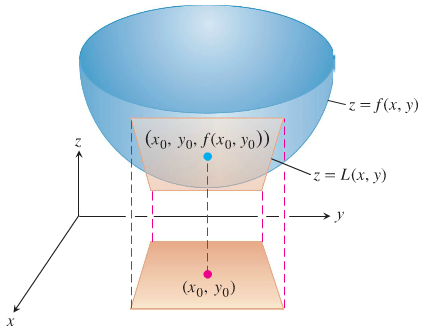 z = f(x, y)
(x₀, y₀, f(x₀, y₀))
z
z = L(x, y)
y
(x₀, y₀)
x